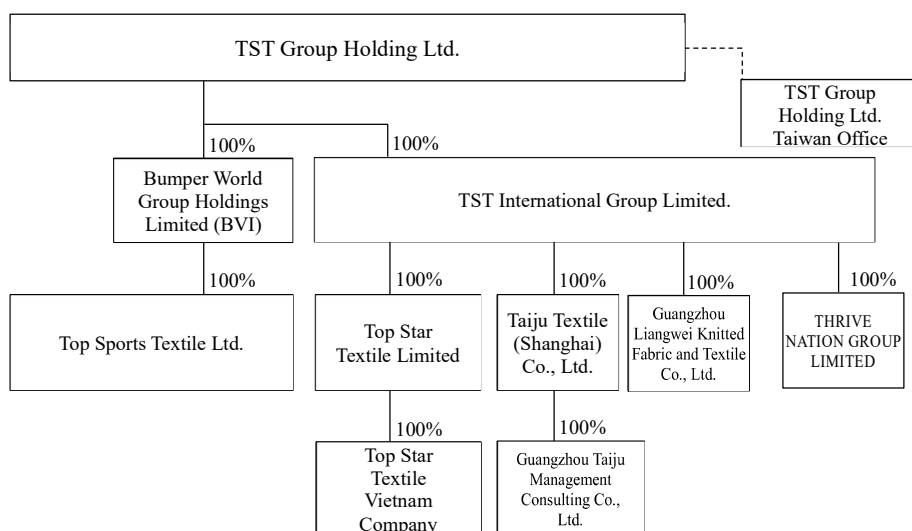 TST Group Holding Ltd.
TST Group
Holding Ltd.
Taiwan Office
100%
100%
Bumper World
Group Holdings
Limited (BVI)
TST International Group Limited.
100%
100%
100%
100%
100%
Top Sports Textile Ltd.
Top Star
Textile Limited
Taiju Textile
(Shanghai)
Co., Ltd.
Guangzhou
Liangwei Knitted
Fabric and Textile
Co., Ltd.
THRIVE
NATION GROUP
LIMITED
100%
100%
Top Star
Textile
Vietnam
Company
Guangzhou Taiju
Management
Consulting Co.,
Ltd.